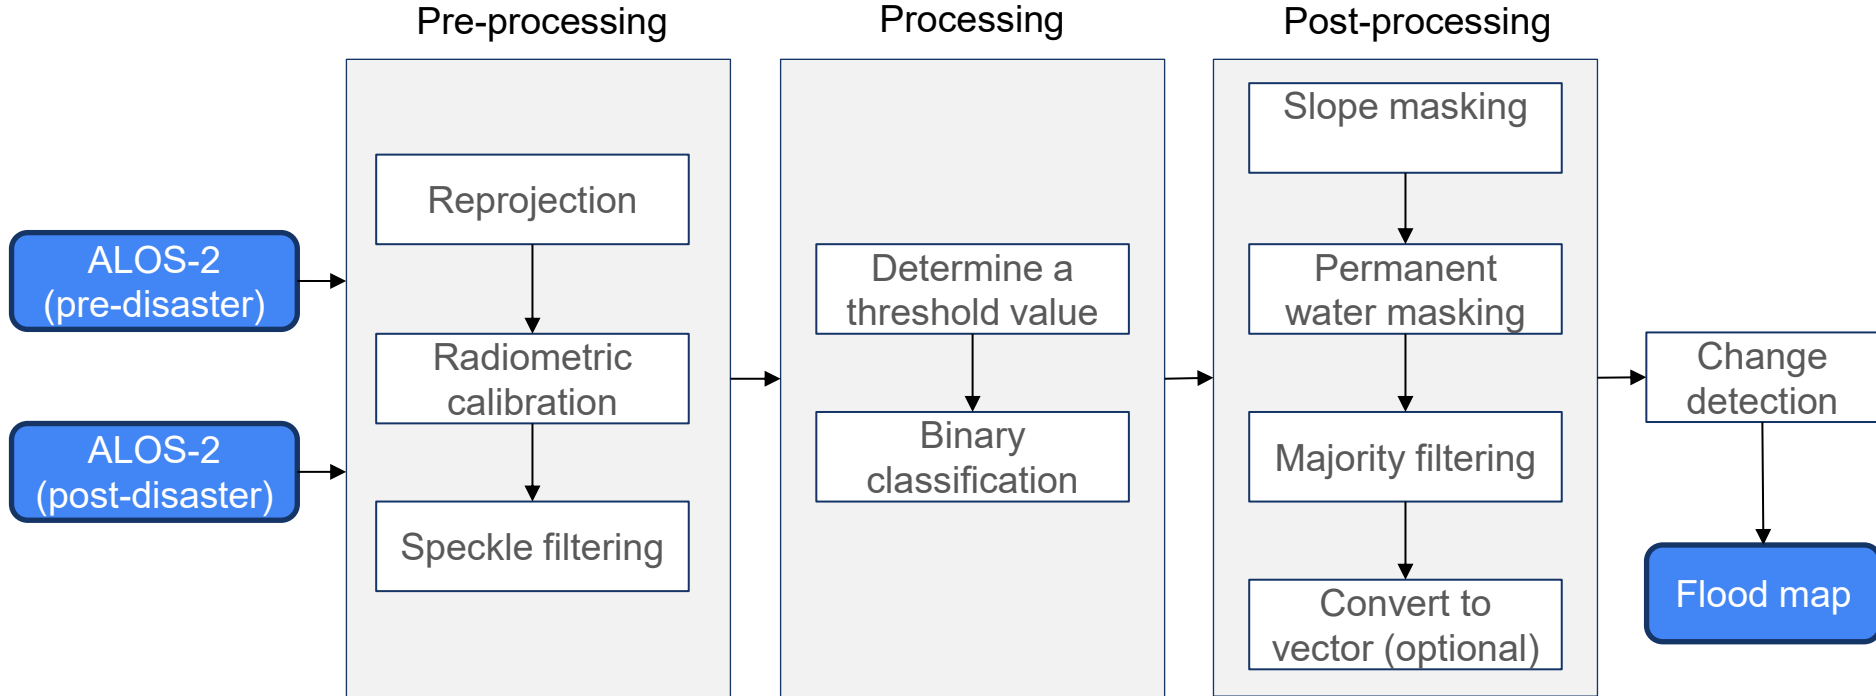 Pre-processing
Processing
Post-processing
ALOS-2
(pre-disaster)
ALOS-2
(post-disaster)
Reprojection
Radiometric
calibration
Speckle filtering
Determine a
threshold value
Binary
classification
Slope masking
Permanent
water masking
Majority filtering
Convert to
vector (optional)
Change
detection
Flood map